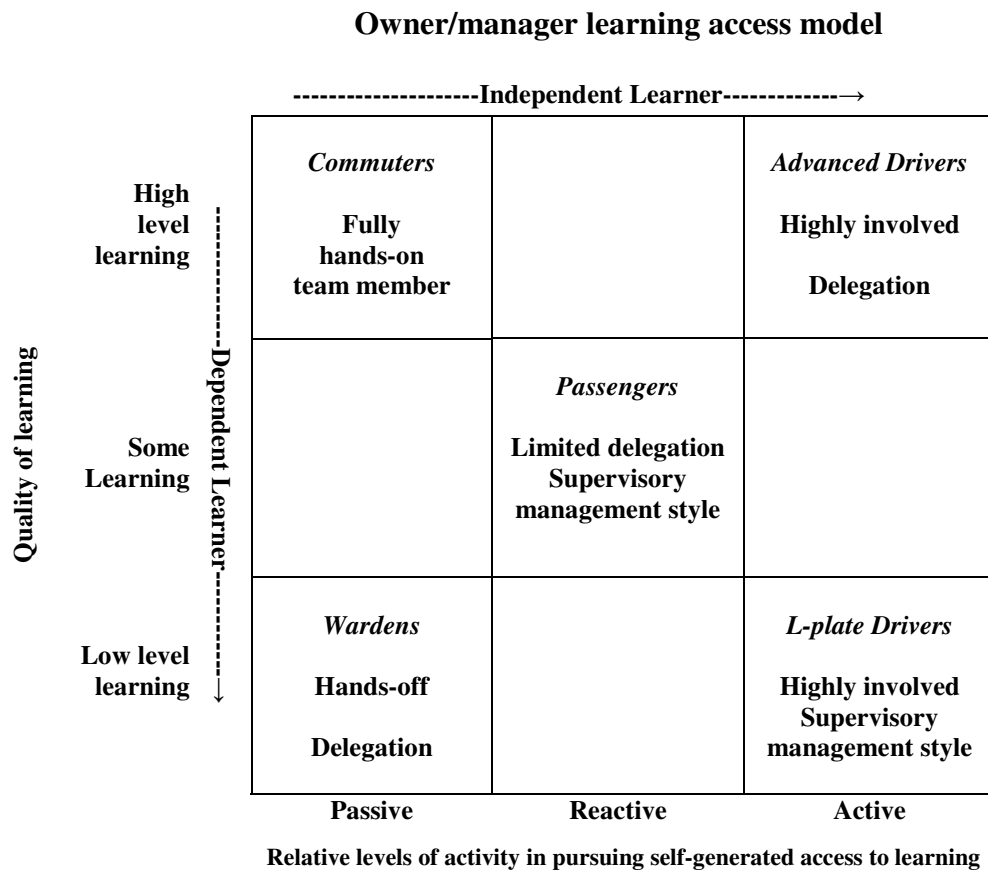 Owner/manager learning access model
---------------------Independent Learner-------------→
Commuters
Advanced Drivers
High
level
learning
Fully
hands-on
team member
Highly involved
Delegation
Quality of learning
--------------Dependent Learner------------→
Some
Learning
Passengers
Limited delegation
Supervisory
management style
Low level
learning
Wardens
Hands-off
Delegation
L-plate Drivers
Highly involved
Supervisory
management style
Passive
Reactive
Active
Relative levels of activity in pursuing self-generated access to learning